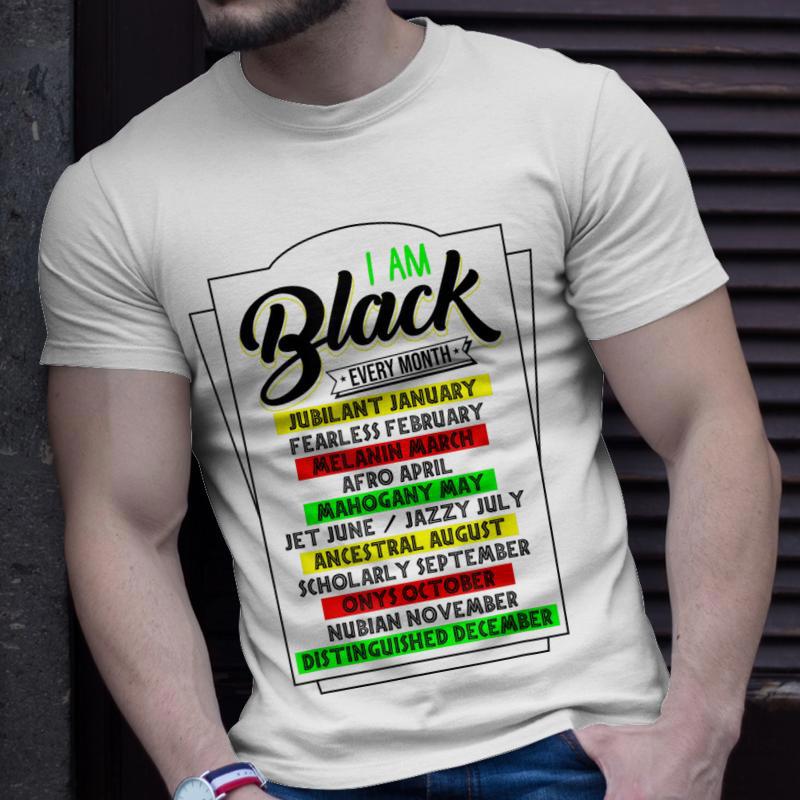 I AM
Black
EVERY MONTH
JUBILANT JANUARY
FEARLESS FEBRUARY
MELANIN MARCH
AFRO APRIL
MAHOGANY MAY
JET JUNE / JAZZY JULY
ANCESTRAL AUGUST
SCHOLARLY SEPTEMBER
ONYS OCTOBER
NUBIAN NOVEMBER
DISTINGUISHED DECEMBER